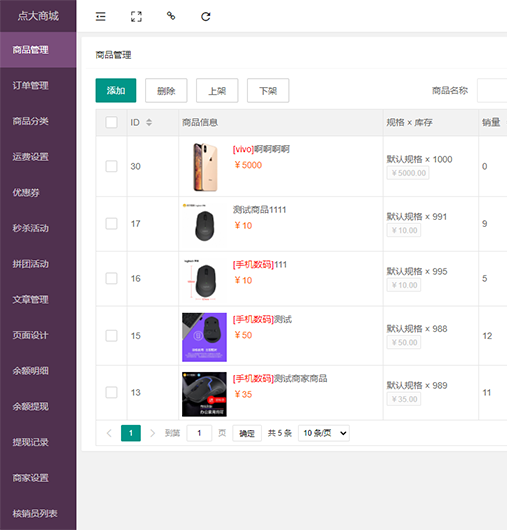 点大商城
商品管理
订单管理
商品分类
运费设置
优惠券
秒杀活动
拼团活动
文章管理
页面设计
余额明细
余额提现
提现记录
商家设置
核销员列表
商品管理
添加 删除 上架 下架 商品名称
ID 商品信息 规格 x 库存 销量
30 [vivo]啊啊啊啊 默认规格 x 1000 0
￥5000 ￥5000.00
17 测试商品1111 默认规格 x 991 9
￥10 ￥10.00
16 [手机数码]111 默认规格 x 995 5
￥10 ￥10.00
15 [手机数码]测试 默认规格 x 988 12
￥50 ￥50.00
13 [手机数码]测试商家商品 默认规格 x 989 11
￥35 ￥35.00
1 到第 1 页 确定 共 5 条 10 条/页